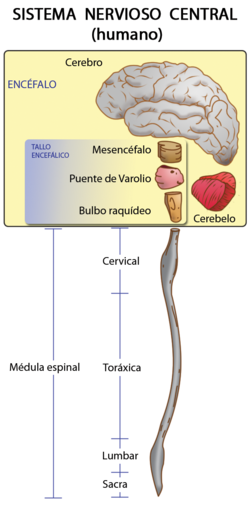 SISTEMA NERVIOSO CENTRAL
(humano)
Cerebro
ENCÉFALO
TALLO
ENCEFÁLICO
Mesencéfalo
Puente de Varolio
Bulbo raquídeo
Cerebelo
Cervical
Médula espinal
Toráxica
Lumbar
Sacra